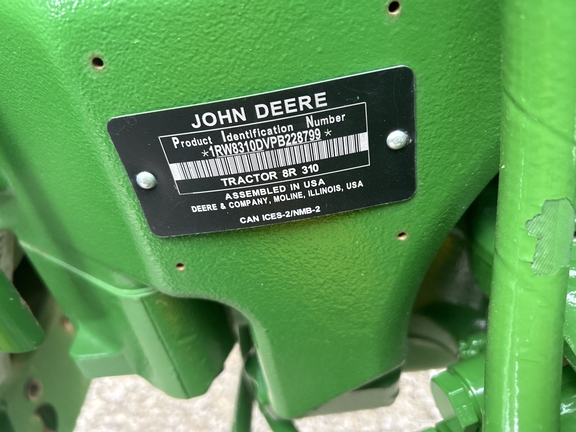 JOHN DEERE
Product Identification Number
*1RW8310DVPB228799*
TRACTOR 8R 310
ASSEMBLED IN USA
DEERE & COMPANY, MOLINE, ILLINOIS, USA
CAN ICES-2/NMB-2